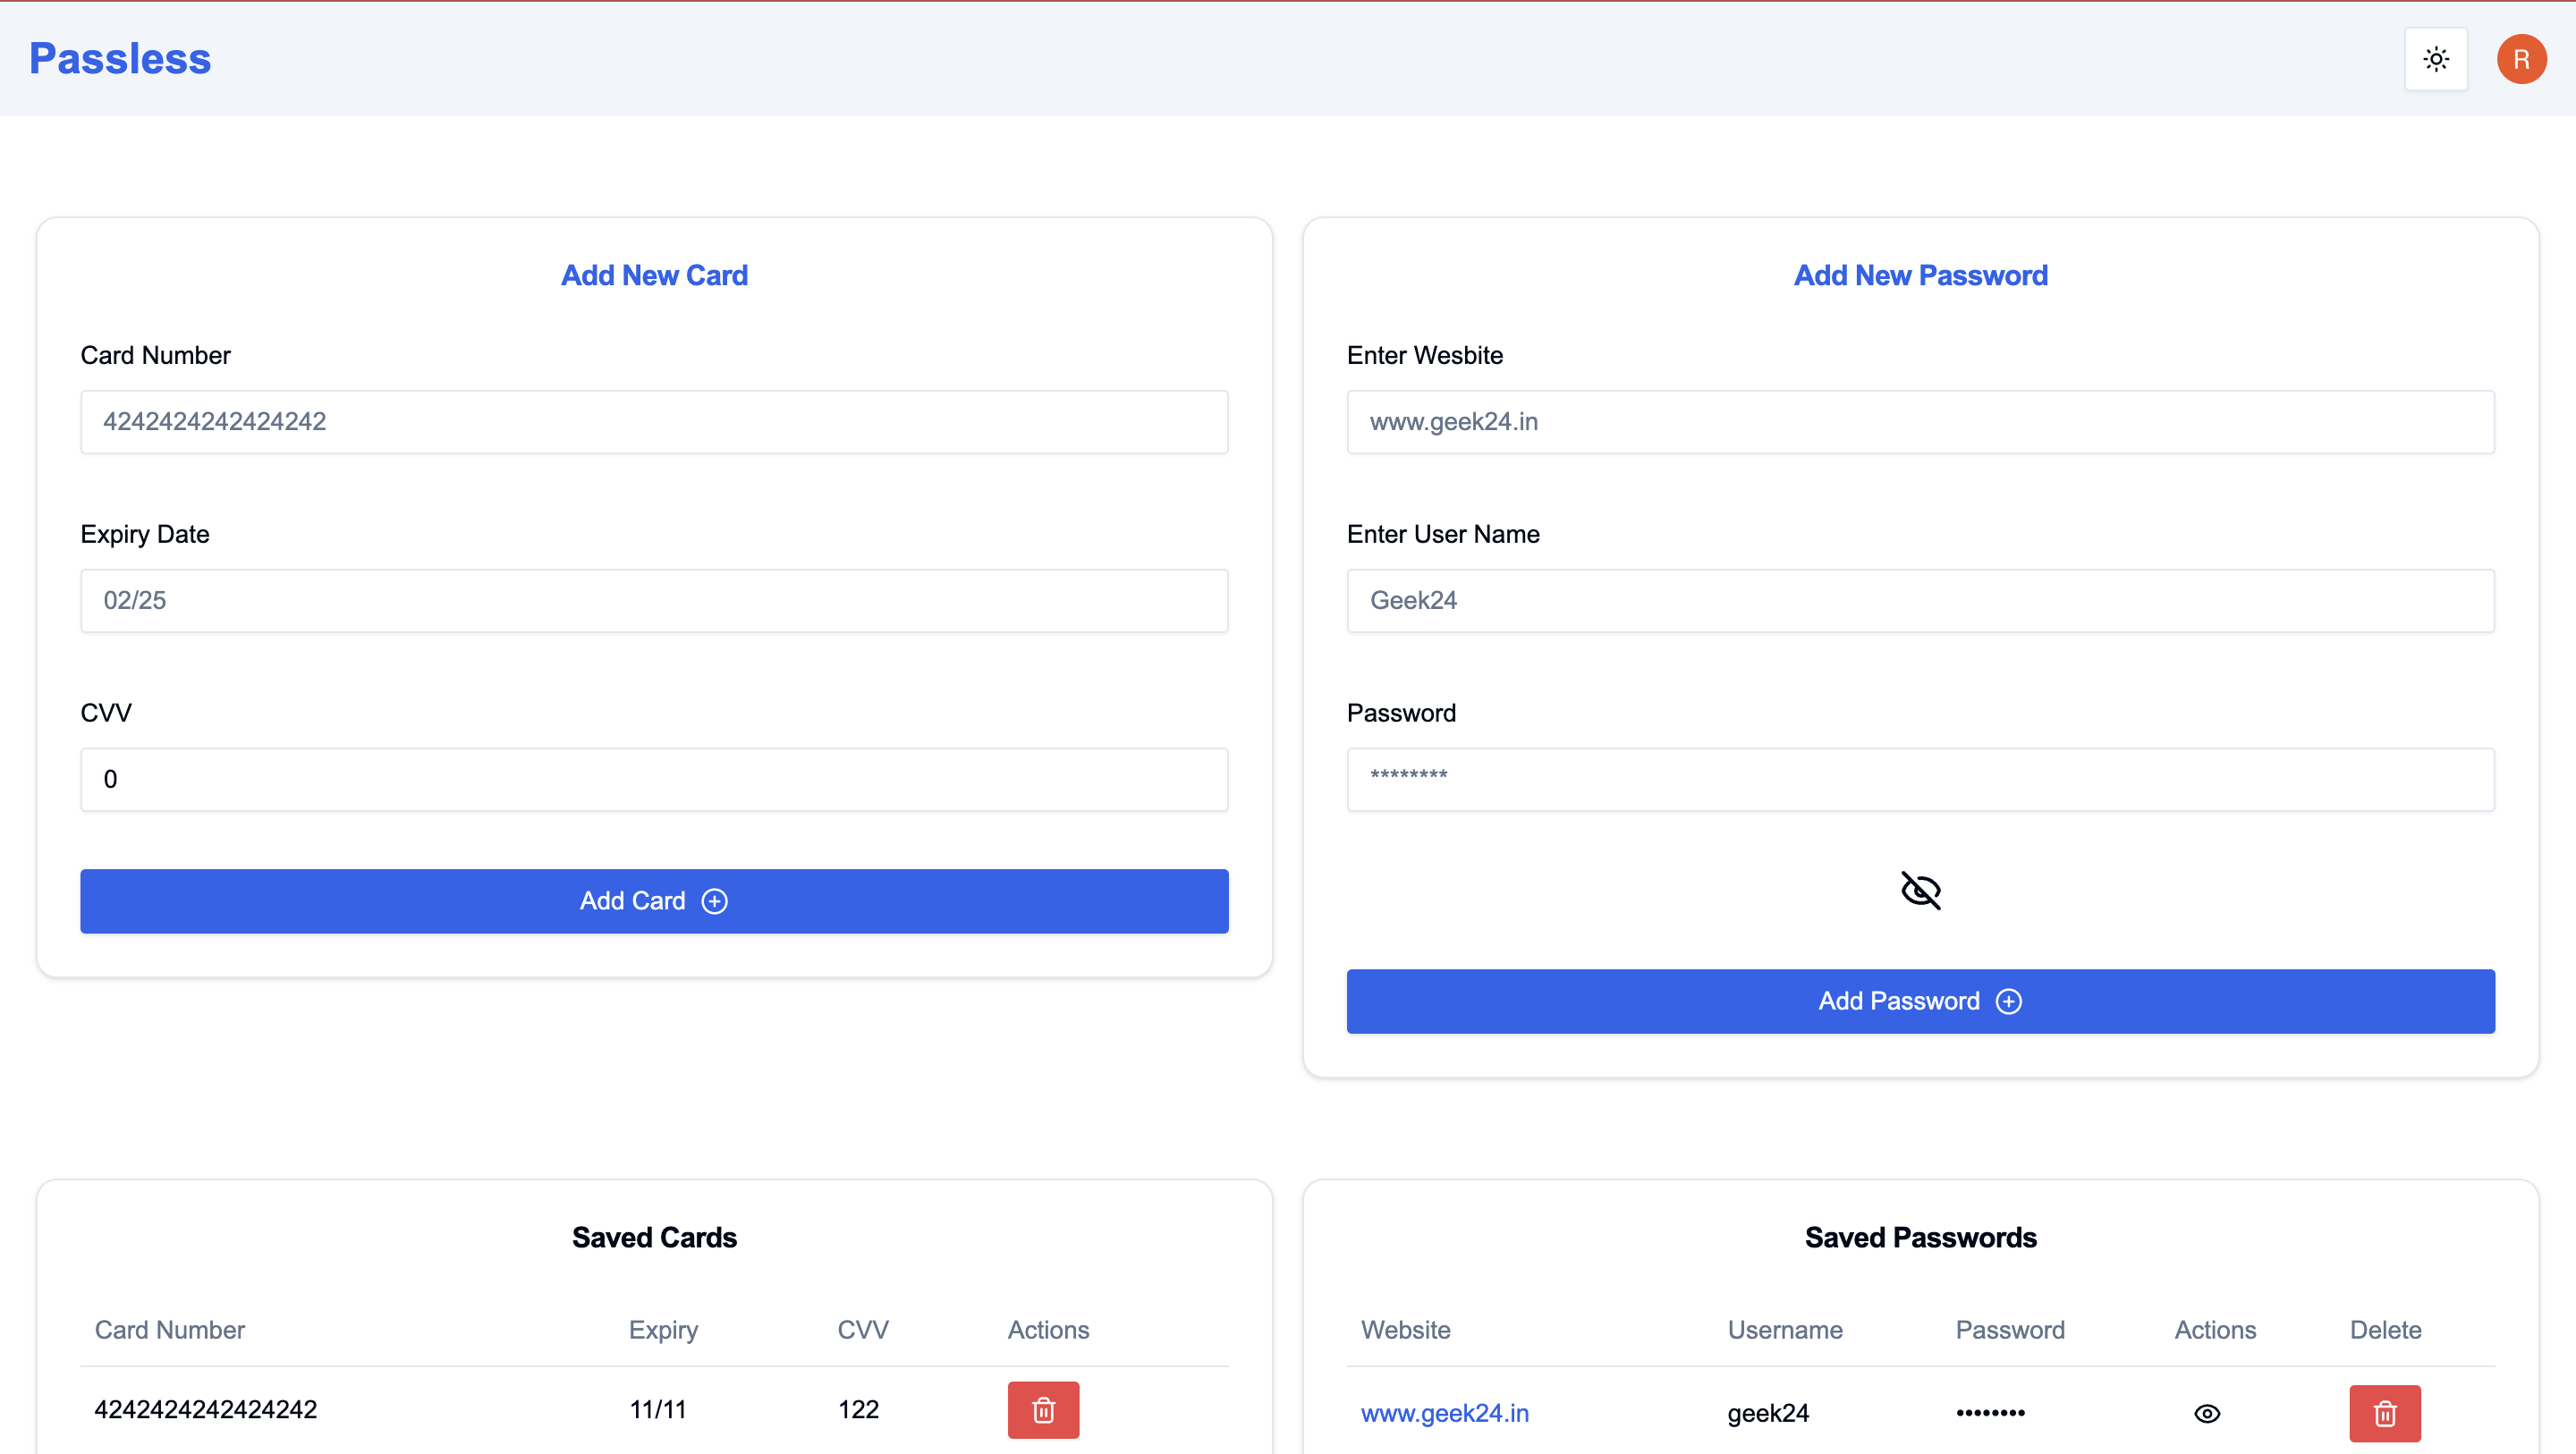 Passless
R
Add New Card
Card Number
4242424242424242
Expiry Date
02/25
CVV
0
Add Card
Add New Password
Enter Wesbite
www.geek24.in
Enter User Name
Geek24
Password
********
Add Password
Saved Cards
Card Number Expiry CVV Actions
4242424242424242 11/11 122
Saved Passwords
Website Username Password Actions Delete
www.geek24.in geek24 ••••••••